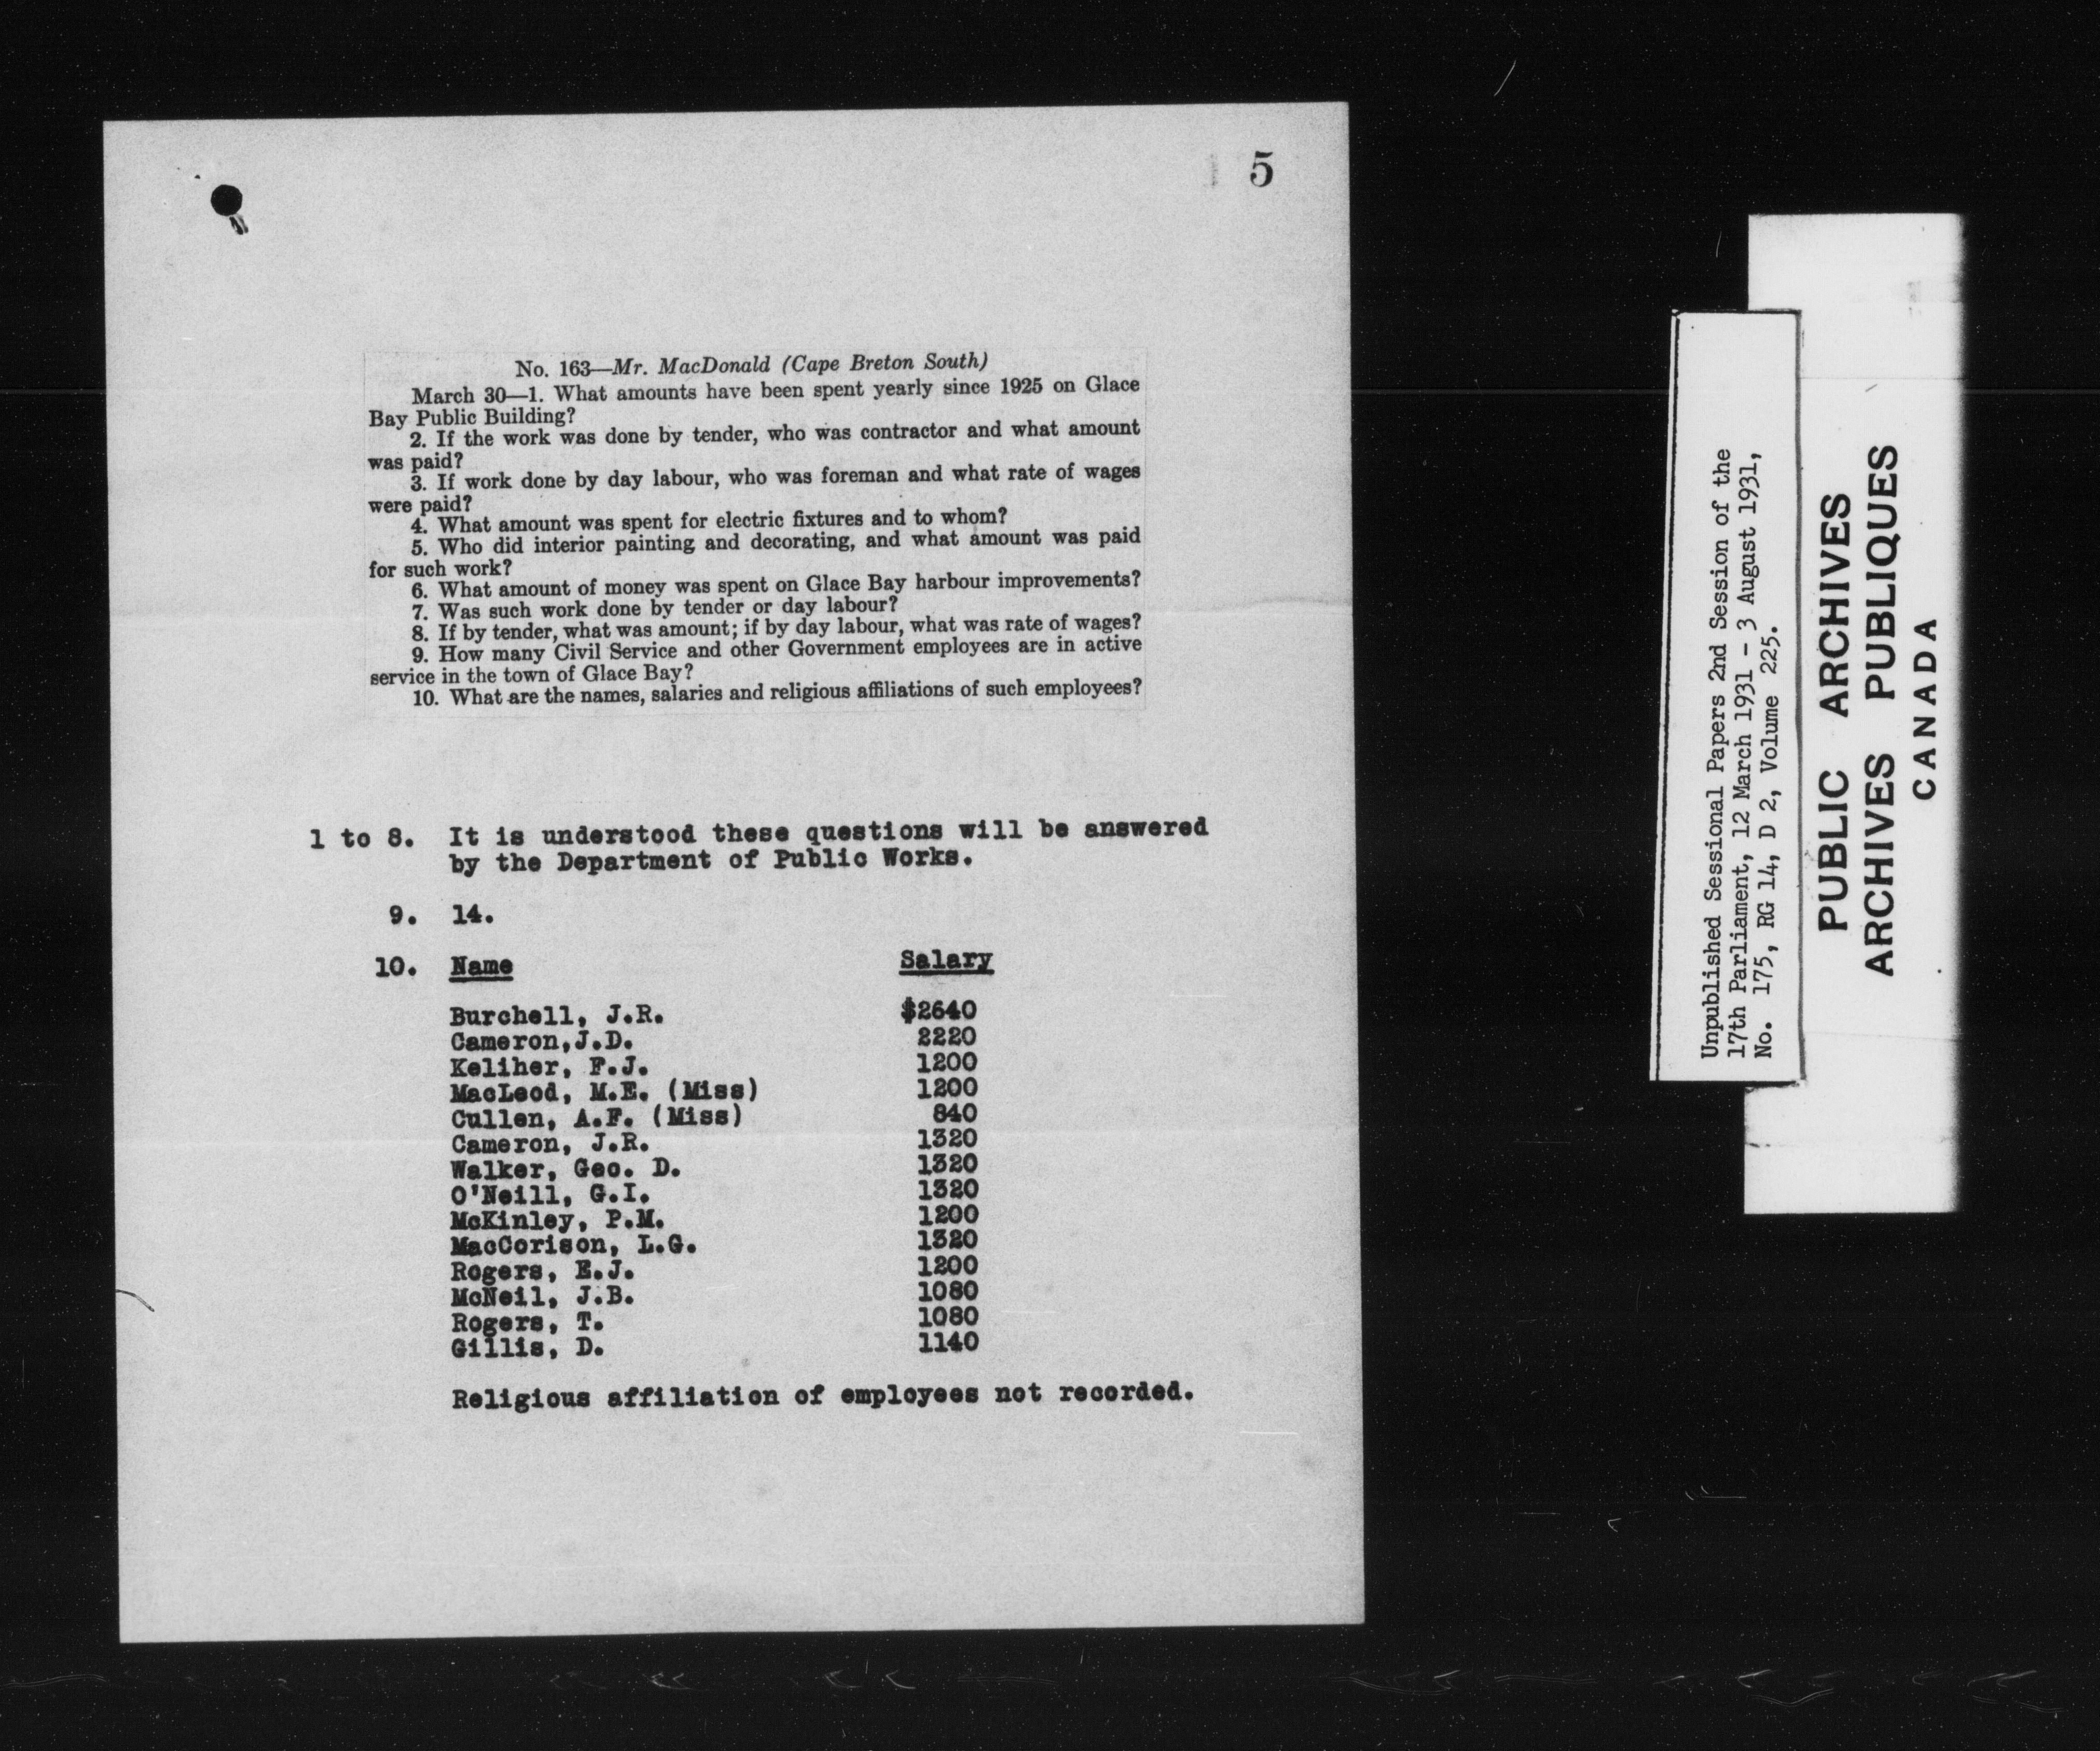 5
No. 163—Mr. MacDonald (Cape Breton South)
March 30—1. What amounts have been spent yearly since 1925 on Glace
Bay Public Building?
2. If the work was done by tender, who was contractor and what amount
was paid?
3. If work done by day labour, who was foreman and what rate of wages
were paid?
4. What amount was spent for electric fixtures and to whom?
5. Who did interior painting and decorating, and what amount was paid
for such work?
6. What amount of money was spent on Glace Bay harbour improvements?
7. Was such work done by tender or day labour?
8. If by tender, what was amount; if by day labour, what was rate of wages?
9. How many Civil Service and other Government employees are in active
service in the town of Glace Bay?
10. What are the names, salaries and religious affiliations of such employees?
1 to 8. It is understood these questions will be answered
by the Department of Public Works.
9. 14.
10. Name Salary
Burchell, J.R. $2640
Cameron,J.D. 2220
Keliher, F.J. 1200
MacLeod, M.E. (Miss) 1200
Cullen, A.F. (Miss) 840
Cameron, J.R. 1320
Walker, Geo. D. 1320
O'Neill, G.I. 1320
McKinley, P.M. 1200
MacCorison, L.G. 1320
Rogers, E.J. 1200
McNeil, J.B. 1080
Rogers, T. 1080
Gillis, D. 1140
Religious affiliation of employees not recorded.
Unpublished Sessional Papers 2nd Session of the
17th Parliament, 12 March 1931 - 3 August 1931,
No. 175, RG 14, D 2, Volume 225.
PUBLIC ARCHIVES
ARCHIVES PUBLIQUES
CANADA